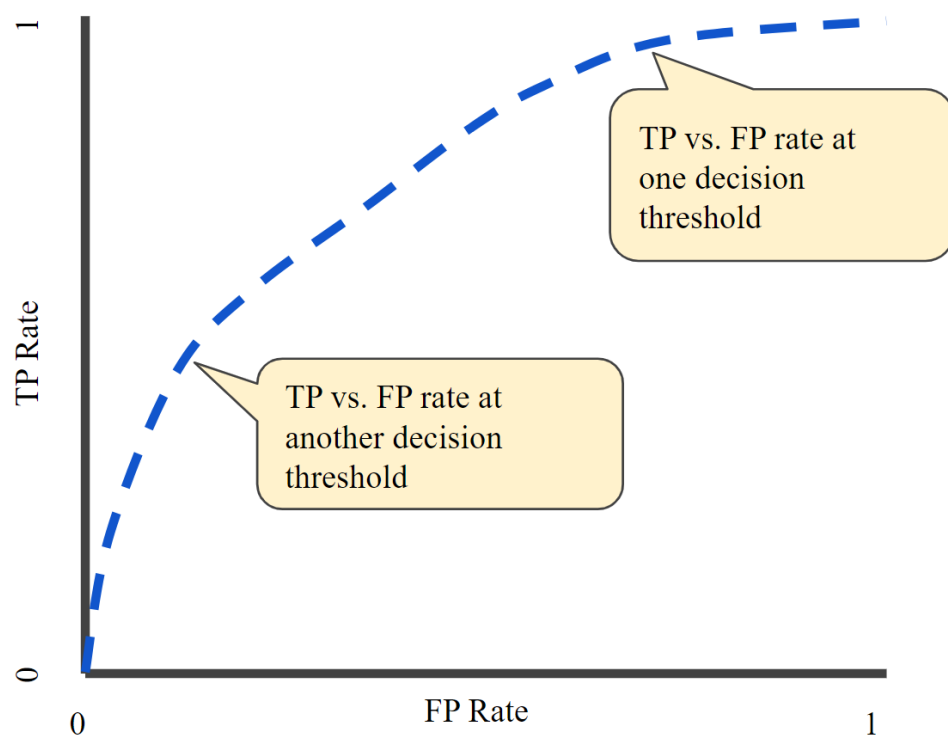 1
TP vs. FP rate at
one decision
threshold
TP Rate
TP vs. FP rate at
another decision
threshold
0
0
FP Rate
1